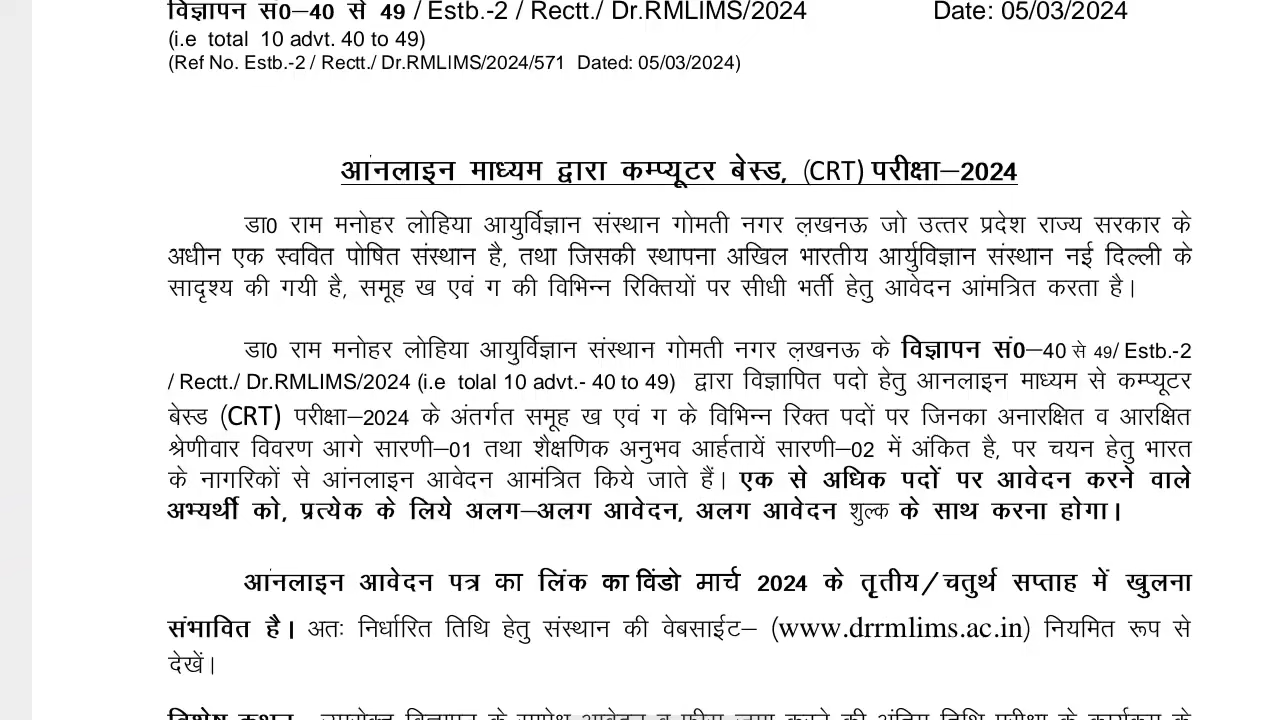 विज्ञापन सं0–40 से 49 / Estb.-2 / Rectt./ Dr.RMLIMS/2024 Date: 05/03/2024
(i.e total 10 advt. 40 to 49)
(Ref No. Estb.-2 / Rectt./ Dr.RMLIMS/2024/571 Dated: 05/03/2024)
आंनलाइन माध्यम द्वारा कम्प्यूटर बेस्ड, (CRT) परीक्षा–2024
डा0 राम मनोहर लोहिया आयुर्विज्ञान संस्थान गोमती नगर लख़नऊ जो उत्तर प्रदेश राज्य सरकार के
अधीन एक स्ववित पोषित संस्थान है, तथा जिसकी स्थापना अखिल भारतीय आर्युविज्ञान संस्थान नई दिल्ली के
सादृश्य की गयी है, समूह ख एवं ग की विभिन्न रिक्तियों पर सीधी भर्ती हेतु आवेदन आंमत्रित करता है।
डा0 राम मनोहर लोहिया आयुर्विज्ञान संस्थान गोमती नगर लख़नऊ के विज्ञापन सं0–40 से 49/ Estb.-2
/ Rectt./ Dr.RMLIMS/2024 (i.e tolal 10 advt.- 40 to 49) द्वारा विज्ञापित पदो हेतु आनलाइन माध्यम से कम्प्यूटर
बेस्ड (CRT) परीक्षा–2024 के अंतर्गत समूह ख एवं ग के विभिन्न रिक्त पदों पर जिनका अनारक्षित व आरक्षित
श्रेणीवार विवरण आगे सारणी–01 तथा शैक्षणिक अनुभव आर्हतायें सारणी–02 में अंकित है, पर चयन हेतु भारत
के नागरिकों से आंनलाइन आवेदन आमंत्रित किये जाते हैं। एक से अधिक पदों पर आवेदन करने वाले
अभ्यर्थी को, प्रत्येक के लिये अलग–अलग आवेदन, अलग आवेदन शुल्क के साथ करना होगा।
आंनलाइन आवेदन पत्र का लिंक का विंडो मार्च 2024 के तृतीय/चतुर्थ सप्ताह में खुलना
संभावित है। अतः निर्धारित तिथि हेतु संस्थान की वेबसाईट– (www.drrmlims.ac.in) नियमित रूप से
देखें।